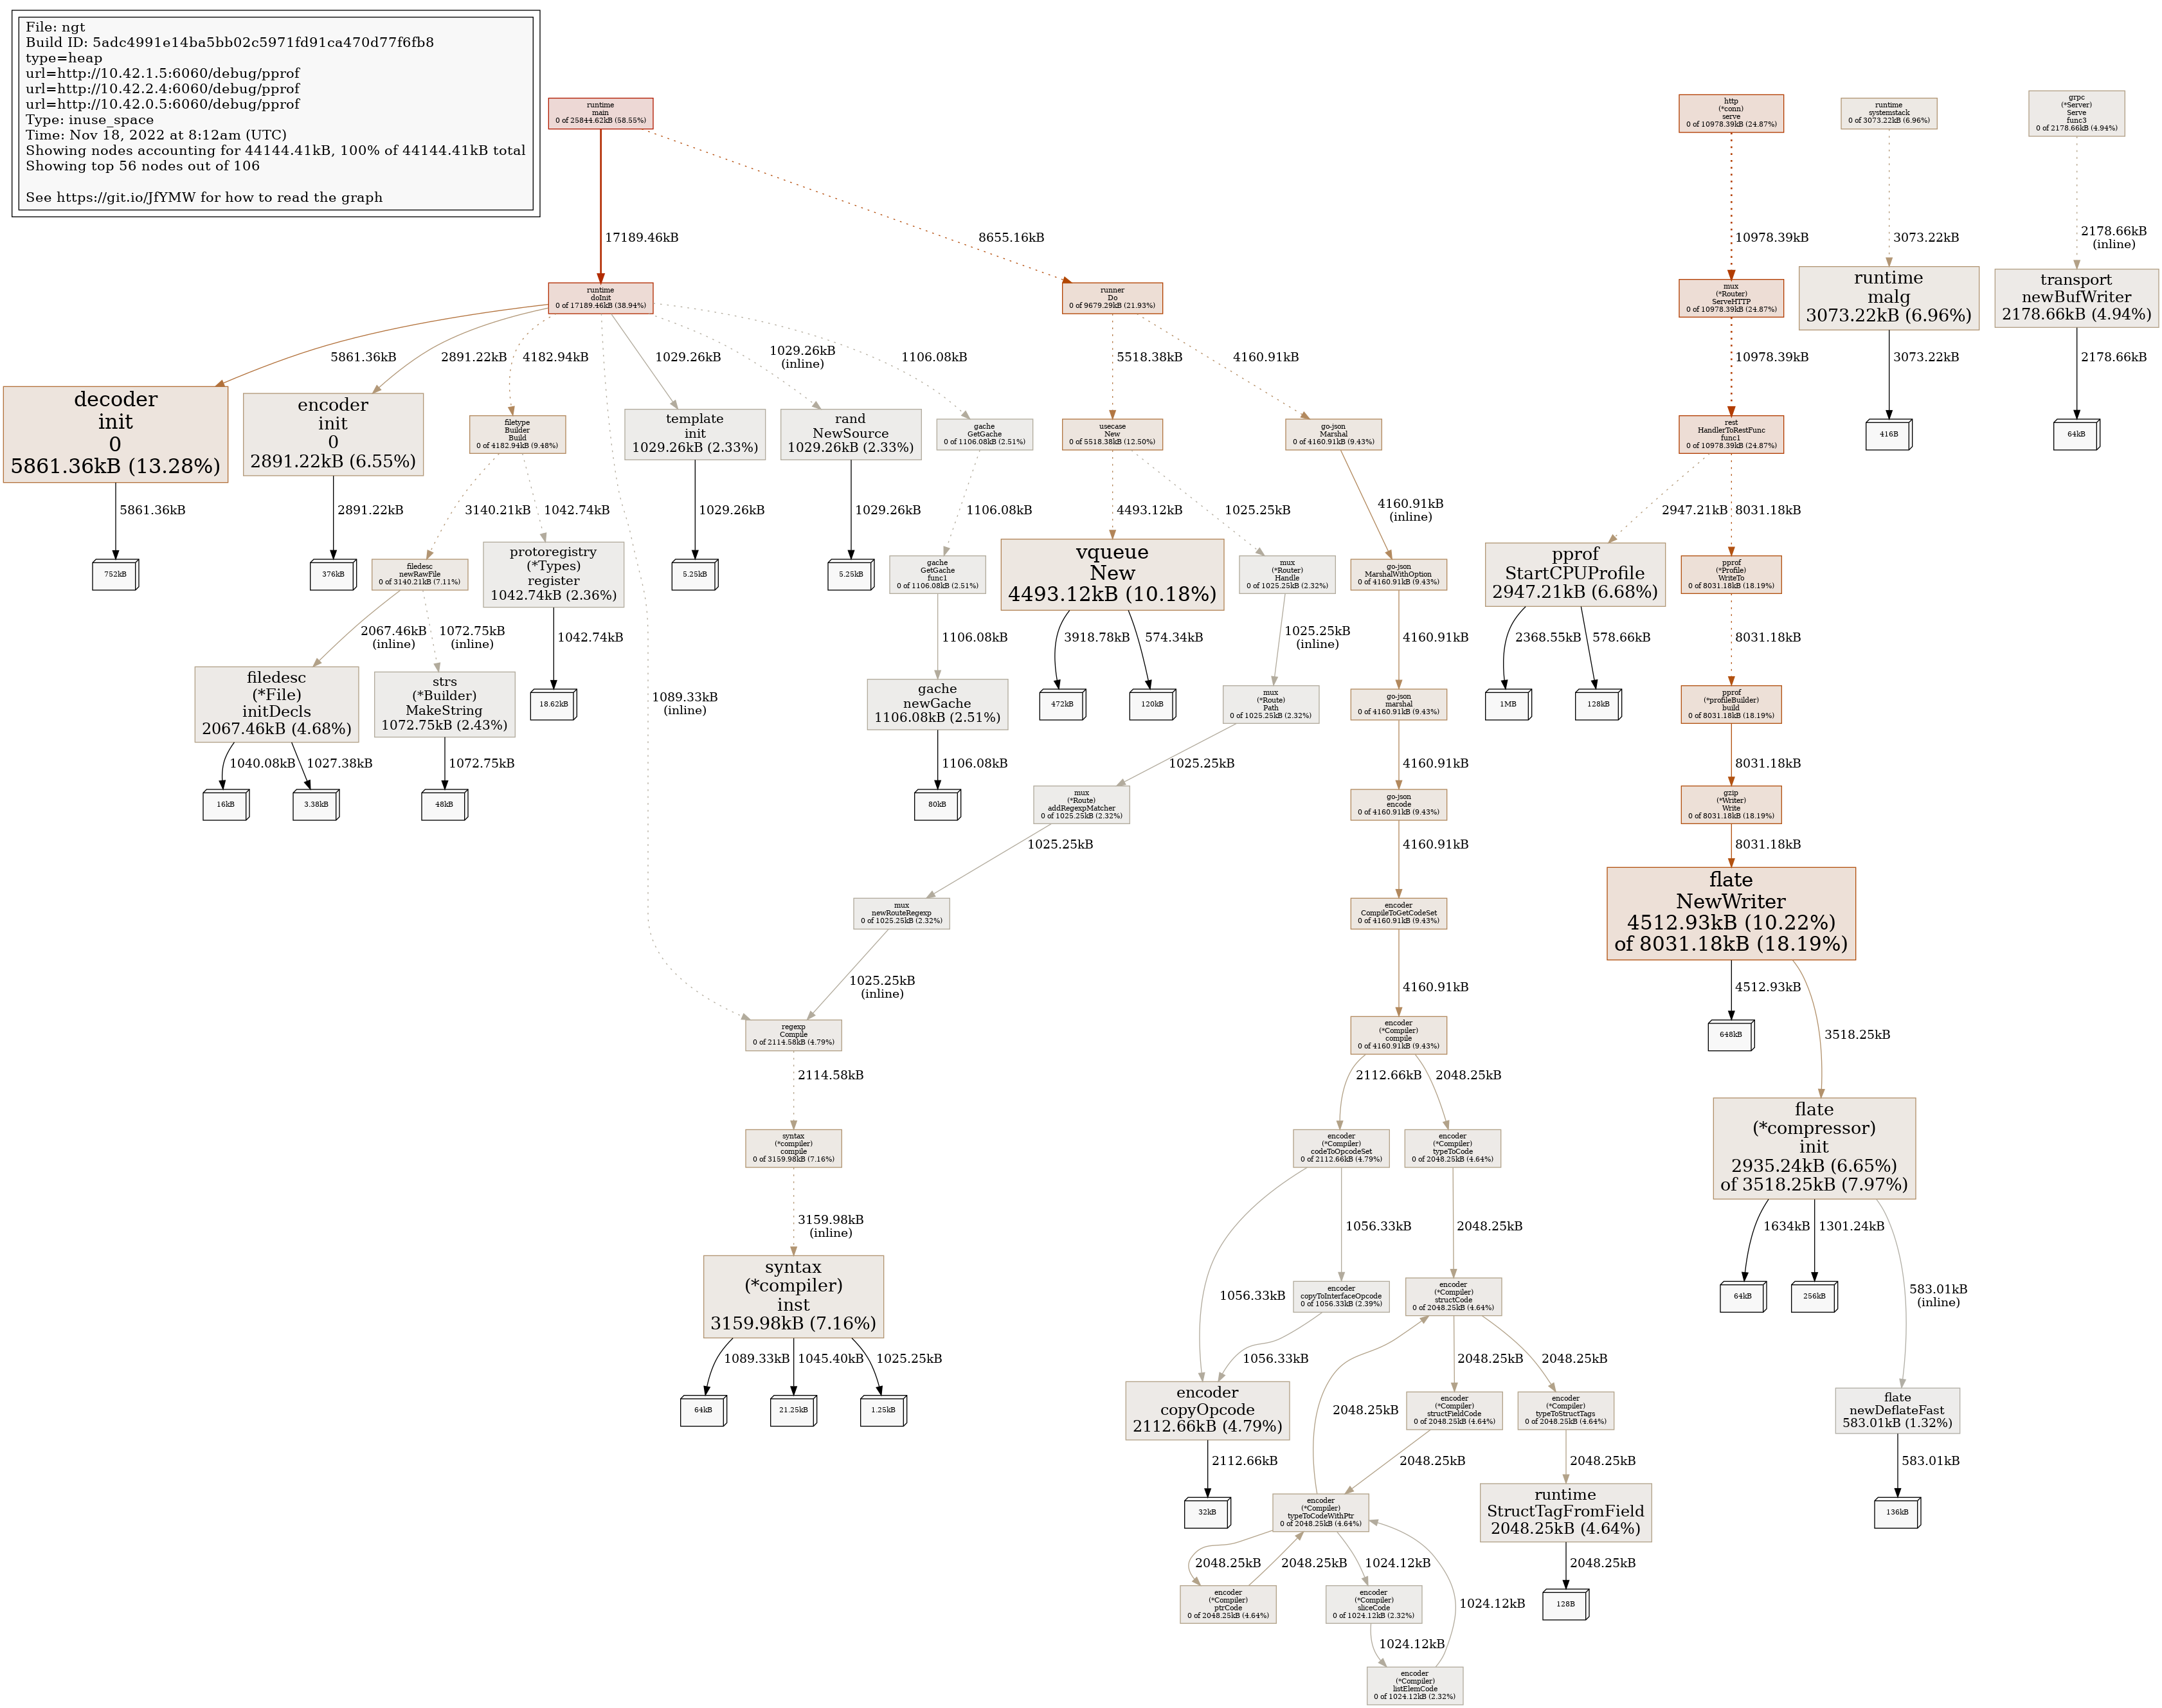 File: ngt
Build ID: 5adc4991e14ba5bb02c5971fd91ca470d77f6fb8
type=heap
url=http://10.42.1.5:6060/debug/pprof
url=http://10.42.2.4:6060/debug/pprof
url=http://10.42.0.5:6060/debug/pprof
Type: inuse_space
Time: Nov 18, 2022 at 8:12am (UTC)
Showing nodes accounting for 44144.41kB, 100% of 44144.41kB total
Showing top 56 nodes out of 106
See https://git.io/JfYMW for how to read the graph
runtime
main
0 of 25844.62kB (58.55%)
http
(*conn)
serve
0 of 10978.39kB (24.87%)
runtime
systemstack
0 of 3073.22kB (6.96%)
grpc
(*Server)
Serve
func3
0 of 2178.66kB (4.94%)
17189.46kB
8655.16kB
10978.39kB
3073.22kB
2178.66kB
(inline)
runtime
doInit
0 of 17189.46kB (38.94%)
runner
Do
0 of 9679.29kB (21.93%)
mux
(*Router)
ServeHTTP
0 of 10978.39kB (24.87%)
runtime
malg
3073.22kB (6.96%)
transport
newBufWriter
2178.66kB (4.94%)
5861.36kB
2891.22kB
4182.94kB
1029.26kB
1029.26kB
(inline)
1106.08kB
5518.38kB
4160.91kB
10978.39kB
3073.22kB
2178.66kB
decoder
init
0
5861.36kB (13.28%)
encoder
init
0
2891.22kB (6.55%)
filetype
Builder
Build
0 of 4182.94kB (9.48%)
template
init
1029.26kB (2.33%)
rand
NewSource
1029.26kB (2.33%)
gache
GetGache
0 of 1106.08kB (2.51%)
usecase
New
0 of 5518.38kB (12.50%)
go-json
Marshal
0 of 4160.91kB (9.43%)
rest
HandlerToRestFunc
func1
0 of 10978.39kB (24.87%)
416B
64kB
5861.36kB
2891.22kB
3140.21kB
1042.74kB
1029.26kB
1029.26kB
1106.08kB
4493.12kB
1025.25kB
4160.91kB
(inline)
2947.21kB
8031.18kB
752kB
376kB
filedesc
newRawFile
0 of 3140.21kB (7.11%)
protoregistry
(*Types)
register
1042.74kB (2.36%)
5.25kB
5.25kB
gache
GetGache
func1
0 of 1106.08kB (2.51%)
vqueue
New
4493.12kB (10.18%)
mux
(*Router)
Handle
0 of 1025.25kB (2.32%)
go-json
MarshalWithOption
0 of 4160.91kB (9.43%)
pprof
StartCPUProfile
2947.21kB (6.68%)
pprof
(*Profile)
WriteTo
0 of 8031.18kB (18.19%)
2067.46kB
(inline)
1072.75kB
(inline)
1042.74kB
1089.33kB
(inline)
1106.08kB
3918.78kB
574.34kB
1025.25kB
(inline)
4160.91kB
2368.55kB
578.66kB
8031.18kB
filedesc
(*File)
initDecls
2067.46kB (4.68%)
strs
(*Builder)
MakeString
1072.75kB (2.43%)
18.62kB
gache
newGache
1106.08kB (2.51%)
472kB
120kB
mux
(*Route)
Path
0 of 1025.25kB (2.32%)
go-json
marshal
0 of 4160.91kB (9.43%)
1MB
128kB
pprof
(*profileBuilder)
build
0 of 8031.18kB (18.19%)
1040.08kB
1027.38kB
1072.75kB
1106.08kB
1025.25kB
4160.91kB
8031.18kB
16kB
3.38kB
48kB
80kB
mux
(*Route)
addRegexpMatcher
0 of 1025.25kB (2.32%)
go-json
encode
0 of 4160.91kB (9.43%)
gzip
(*Writer)
Write
0 of 8031.18kB (18.19%)
1025.25kB
4160.91kB
8031.18kB
mux
newRouteRegexp
0 of 1025.25kB (2.32%)
encoder
CompileToGetCodeSet
0 of 4160.91kB (9.43%)
flate
NewWriter
4512.93kB (10.22%)
of 8031.18kB (18.19%)
1025.25kB
(inline)
4160.91kB
4512.93kB
3518.25kB
regexp
Compile
0 of 2114.58kB (4.79%)
encoder
(*Compiler)
compile
0 of 4160.91kB (9.43%)
648kB
2114.58kB
2112.66kB
2048.25kB
syntax
(*compiler)
compile
0 of 3159.98kB (7.16%)
encoder
(*Compiler)
codeToOpcodeSet
0 of 2112.66kB (4.79%)
encoder
(*Compiler)
typeToCode
0 of 2048.25kB (4.64%)
flate
(*compressor)
init
2935.24kB (6.65%)
of 3518.25kB (7.97%)
3159.98kB
(inline)
1056.33kB
1056.33kB
2048.25kB
1634kB
1301.24kB
583.01kB
(inline)
syntax
(*compiler)
inst
3159.98kB (7.16%)
encoder
copyToInterfaceOpcode
0 of 1056.33kB (2.39%)
encoder
(*Compiler)
structCode
0 of 2048.25kB (4.64%)
64kB
256kB
1089.33kB
1045.40kB
1025.25kB
1056.33kB
2048.25kB
2048.25kB
2048.25kB
64kB
21.25kB
1.25kB
encoder
copyOpcode
2112.66kB (4.79%)
encoder
(*Compiler)
structFieldCode
0 of 2048.25kB (4.64%)
encoder
(*Compiler)
typeToStructTags
0 of 2048.25kB (4.64%)
flate
newDeflateFast
583.01kB (1.32%)
2112.66kB
2048.25kB
2048.25kB
583.01kB
32kB
encoder
(*Compiler)
typeToCodeWithPtr
0 of 2048.25kB (4.64%)
runtime
StructTagFromField
2048.25kB (4.64%)
136kB
2048.25kB
2048.25kB
1024.12kB
2048.25kB
encoder
(*Compiler)
ptrCode
0 of 2048.25kB (4.64%)
encoder
(*Compiler)
sliceCode
0 of 1024.12kB (2.32%)
1024.12kB
128B
1024.12kB
encoder
(*Compiler)
listElemCode
0 of 1024.12kB (2.32%)